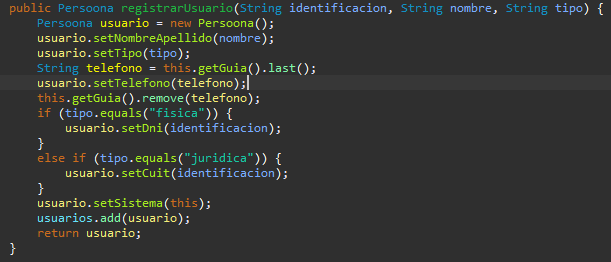 public Persoona registrarUsuario(String identificacion, String nombre, String tipo) {
Persoona usuario = new Persoona();
usuario.setNombreApellido(nombre);
usuario.setTipo(tipo);
String telefono = this.getGuia().last();
usuario.setTelefono(telefono);
this.getGuia().remove(telefono);
if (tipo.equals("fisica")) {
usuario.setDni(identificacion);
}
else if (tipo.equals("juridica")) {
usuario.setCuit(identificacion);
}
usuario.setSistema(this);
usuarios.add(usuario);
return usuario;
}